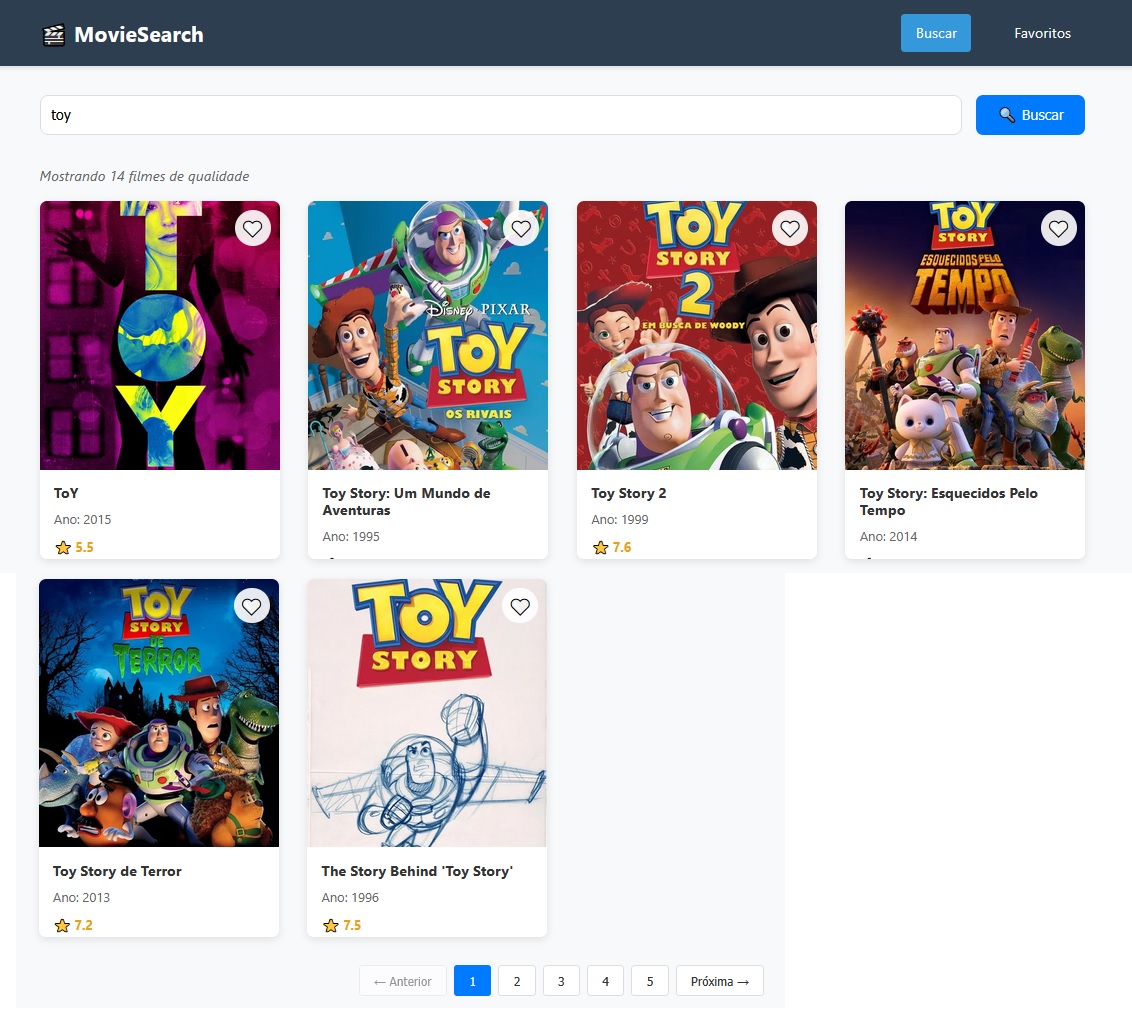 MovieSearch
Buscar
Favoritos
toy
Buscar
Mostrando 14 filmes de qualidade
TOY
DISNEY · PIXAR
TOY
STORY
OS RIVAIS
TOY
STORY
2
EM BUSCA DE WOODY
TOY
STORY
ESQUECIDOS PELO
TEMPO
ToY
Ano: 2015
5.5
Toy Story: Um Mundo de
Aventuras
Ano: 1995
Toy Story 2
Ano: 1999
7.6
Toy Story: Esquecidos Pelo
Tempo
Ano: 2014
TOY
STORY
DE
TERROR
TOY
STORY
Toy Story de Terror
Ano: 2013
7.2
The Story Behind 'Toy Story'
Ano: 1996
7.5
← Anterior
1
2
3
4
5
Próxima →